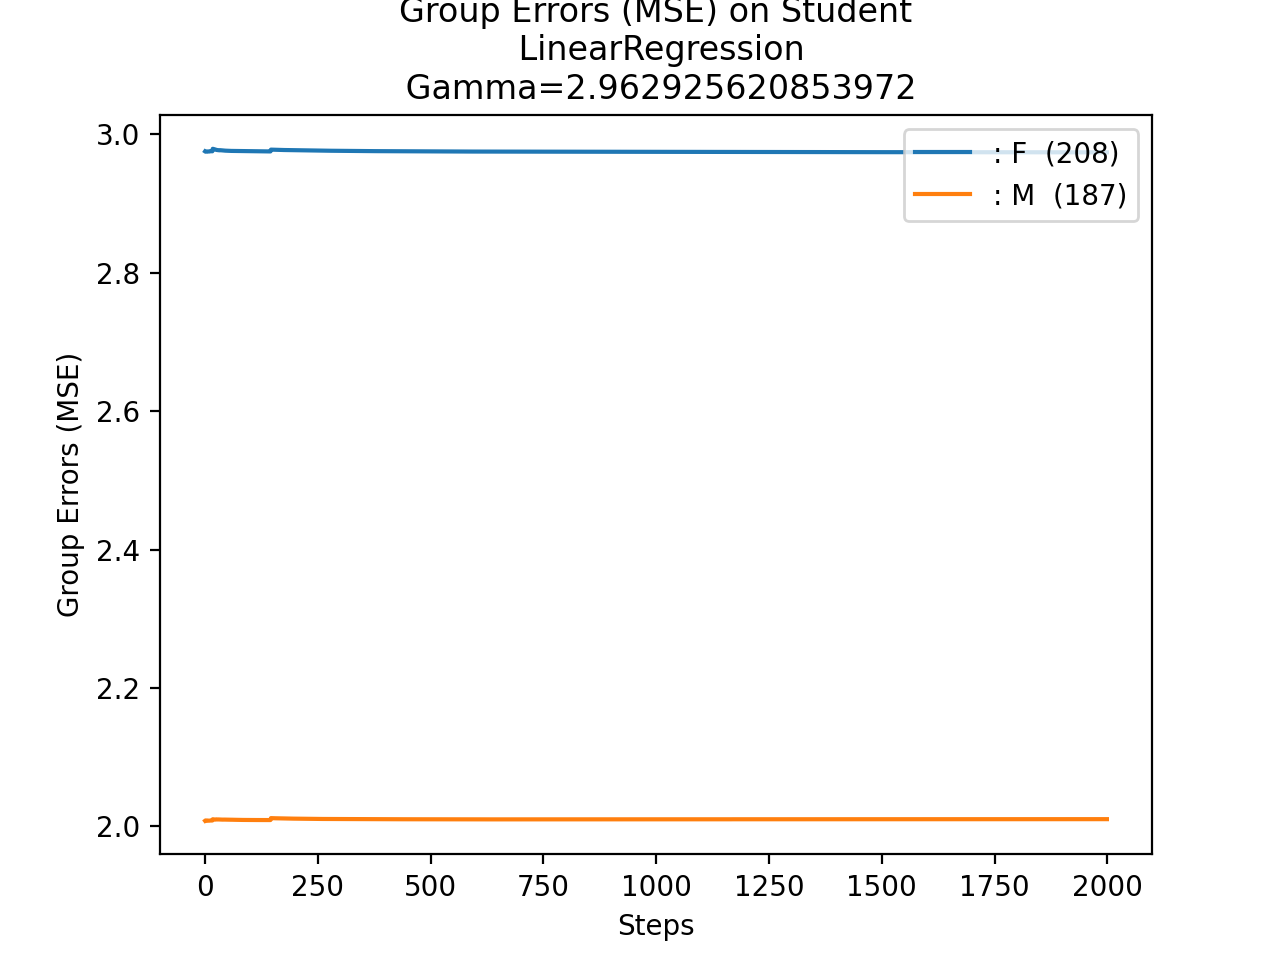 Group Errors (MSE) on Student
LinearRegression
Gamma=2.962925620853972
3.0
2.8
2.6
2.4
2.2
2.0
Group Errors (MSE)
: F (208)
: M (187)
0 250 500 750 1000 1250 1500 1750 2000
Steps